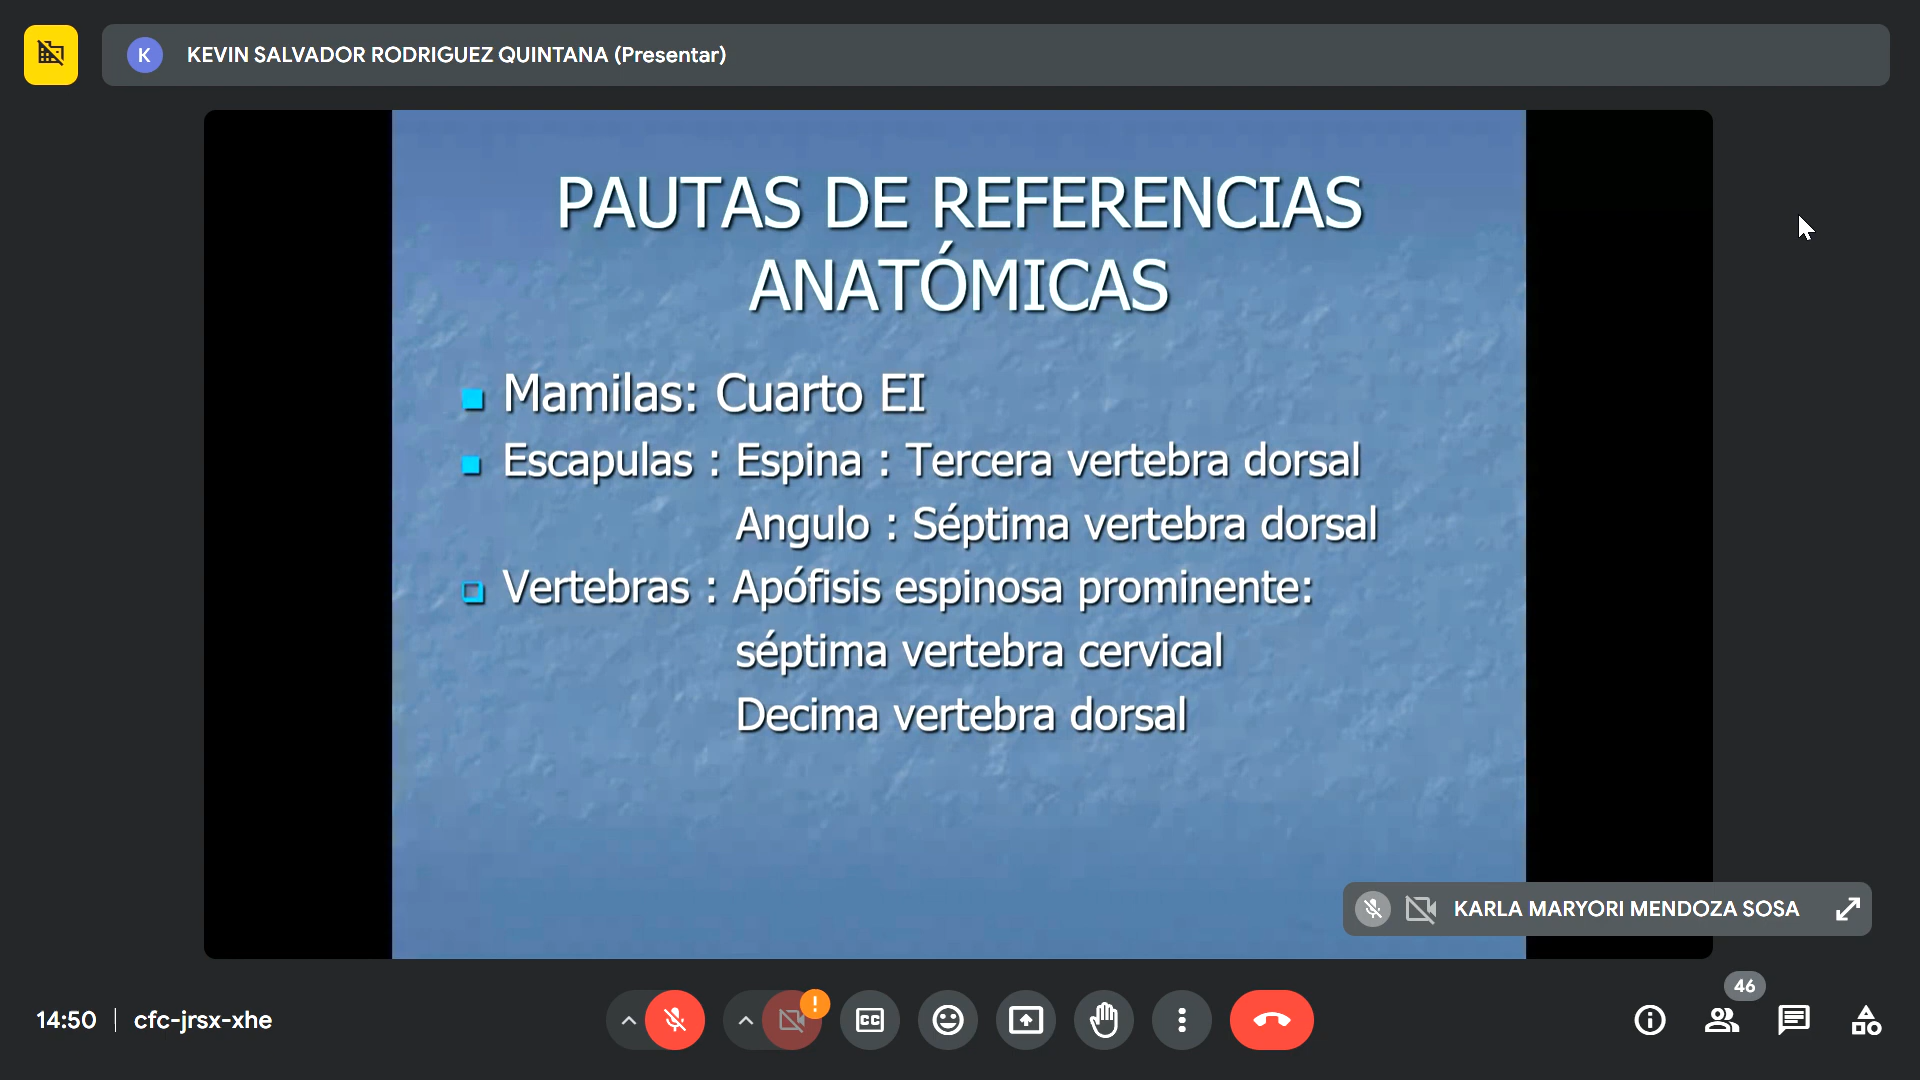 K KEVIN SALVADOR RODRIGUEZ QUINTANA (Presentar)
PAUTAS DE REFERENCIAS
ANATÓMICAS
Mamilas: Cuarto EI
Escapulas : Espina : Tercera vertebra dorsal
Angulo : Séptima vertebra dorsal
Vertebras : Apófisis espinosa prominente:
séptima vertebra cervical
Decima vertebra dorsal
KARLA MARYORI MENDOZA SOSA
46
14:50 cfc-jrsx-xhe
! CC